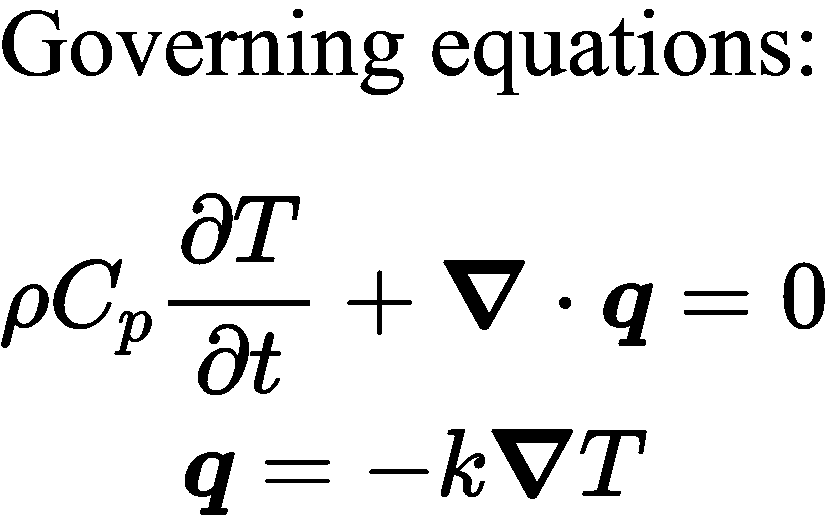 Governing equations:
ρC_p ∂T/∂t + ∇ · q = 0
q = −k∇T